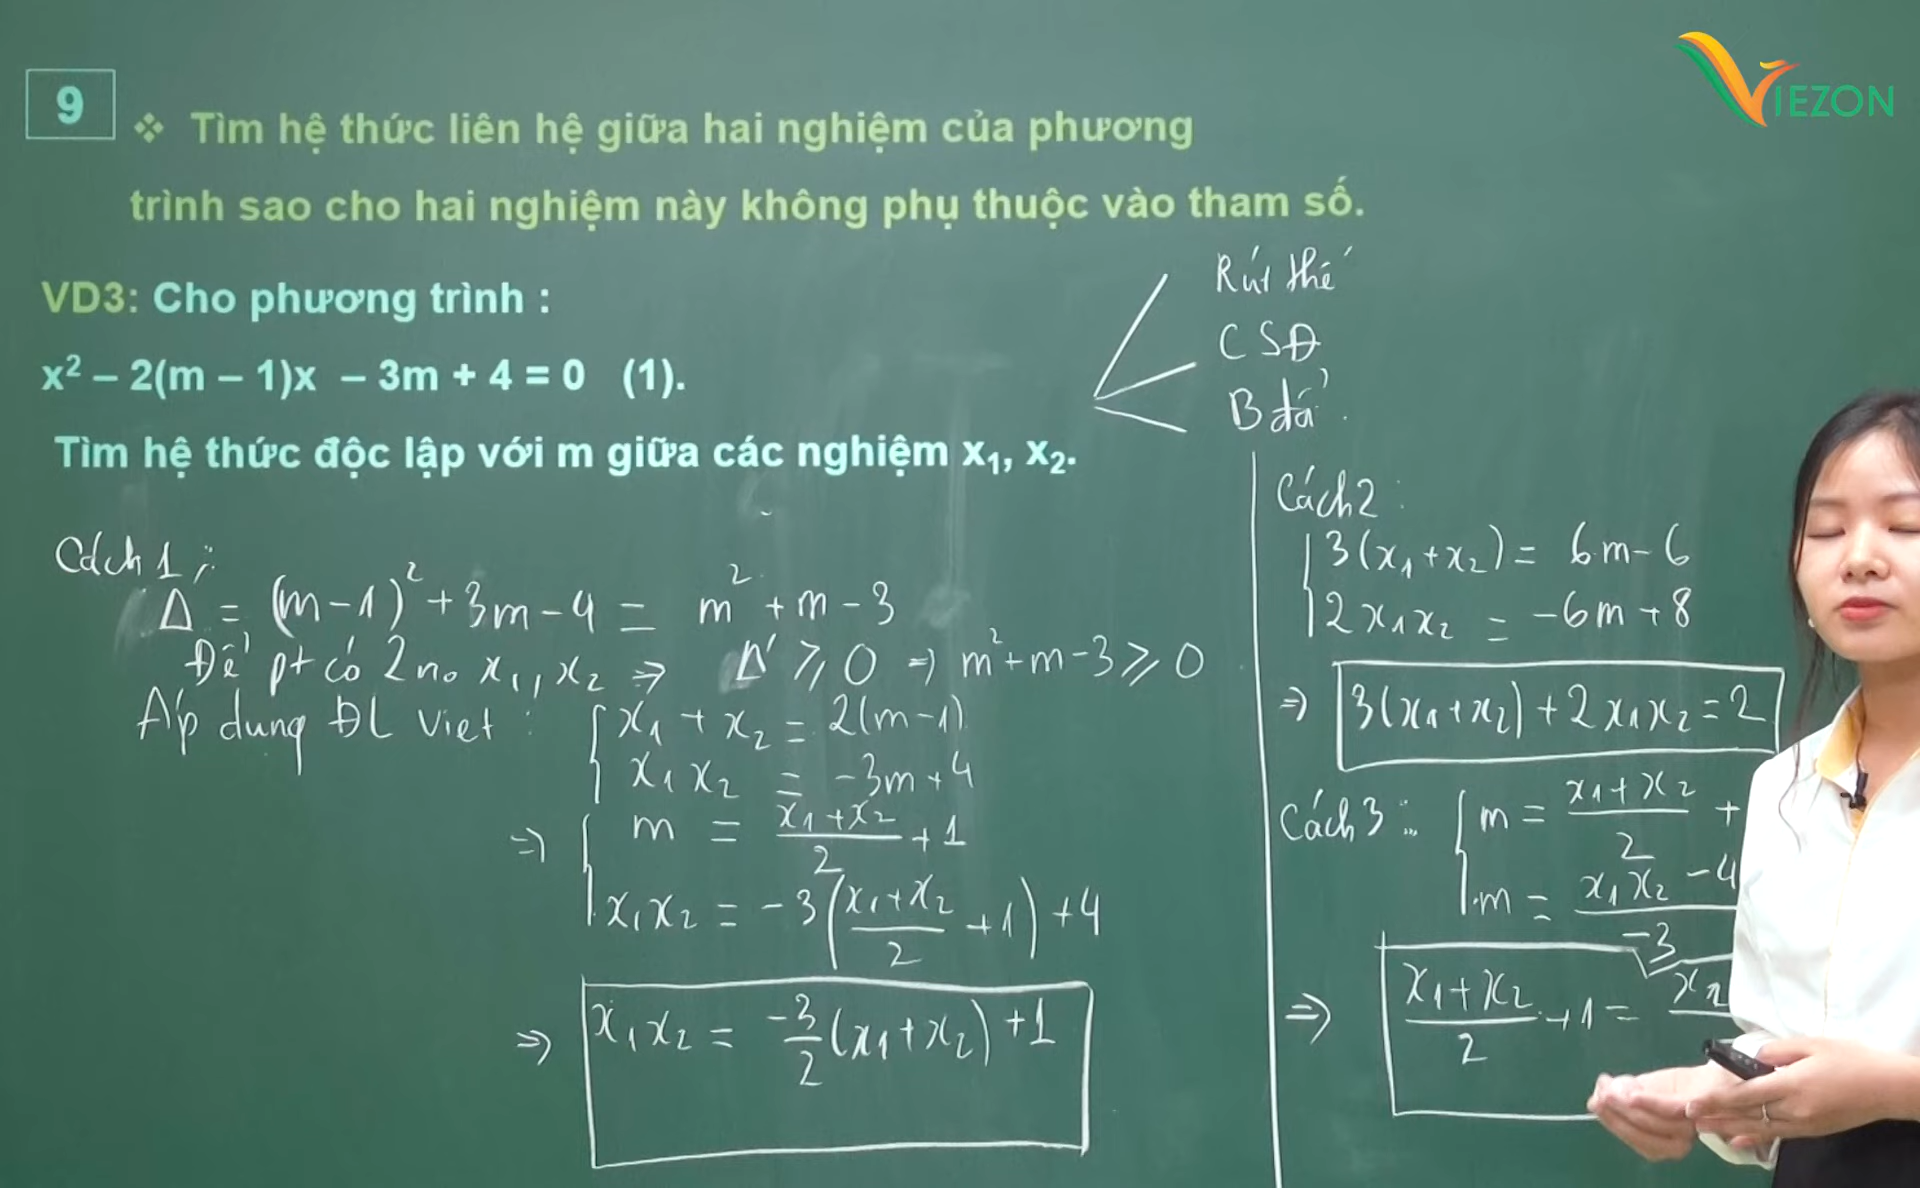 VIEZON
9
❖ Tìm hệ thức liên hệ giữa hai nghiệm của phương
trình sao cho hai nghiệm này không phụ thuộc vào tham số.
VD3: Cho phương trình :
x² – 2(m – 1)x – 3m + 4 = 0 (1).
Tìm hệ thức độc lập với m giữa các nghiệm x₁, x₂.
Rút thế
CSĐ
B đả
Cách 1:
Δ = (m-1)² + 3m - 4 = m² + m - 3
Để pt có 2 no x₁, x₂ => Δ' ⩾ 0 => m² + m - 3 ⩾ 0
Áp dung ĐL Viet : { x₁ + x₂ = 2(m-1)
x₁x₂ = -3m+4
=> { m = (x₁+x₂)/2 + 1
x₁x₂ = -3((x₁+x₂)/2 + 1) + 4
=> x₁x₂ = -3/2 (x₁+x₂) + 1
Cách 2 :
{ 3(x₁+x₂) = 6m-6
2x₁x₂ = -6m+8
=> 3(x₁+x₂) + 2x₁x₂ = 2
Cách 3 : { m = (x₁+x₂)/2 +
m = (x₁x₂-4)/-3
=> (x₁+x₂)/2 + 1 =